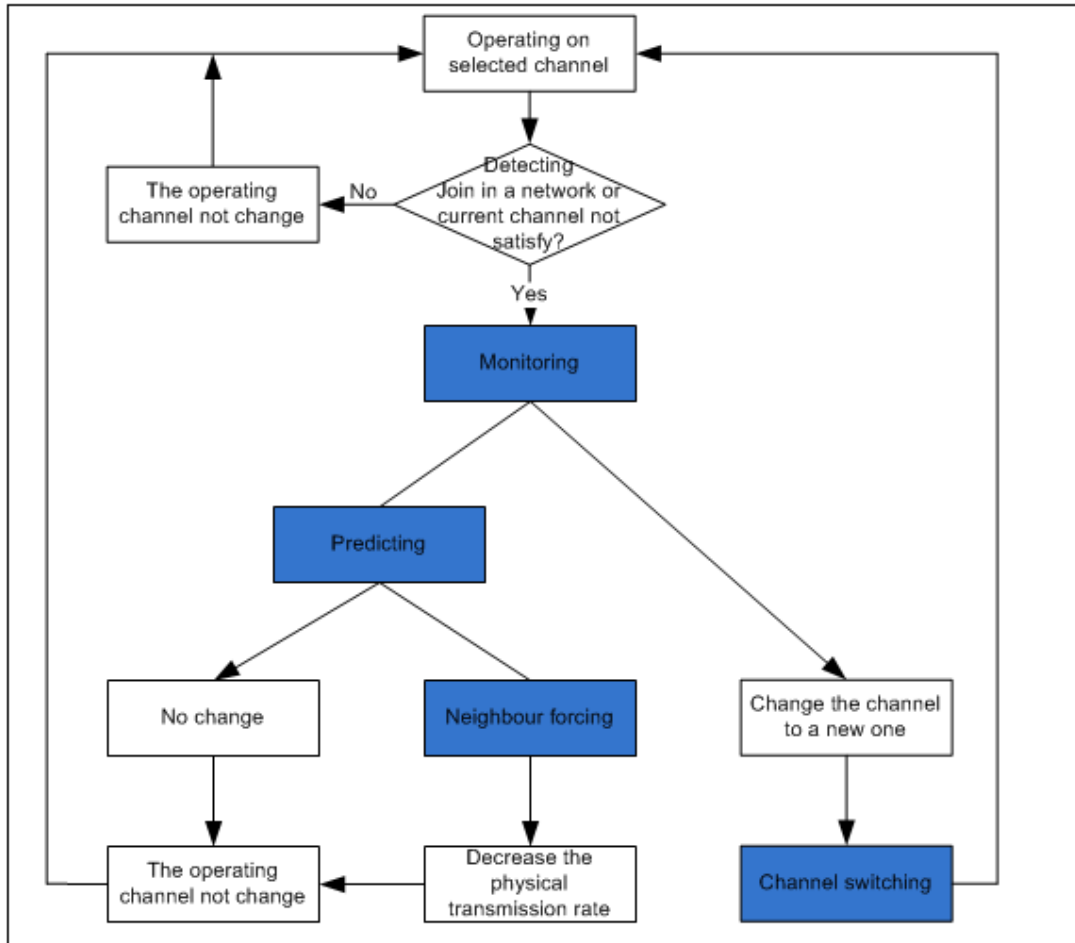 Operating on
selected channel
Detecting
Join in a network or
current channel not
satisfy?
No
The operating
channel not change
Yes
Monitoring
Predicting
No change
Neighbour forcing
Change the channel
to a new one
The operating
channel not change
Decrease the
physical
transmission rate
Channel switching